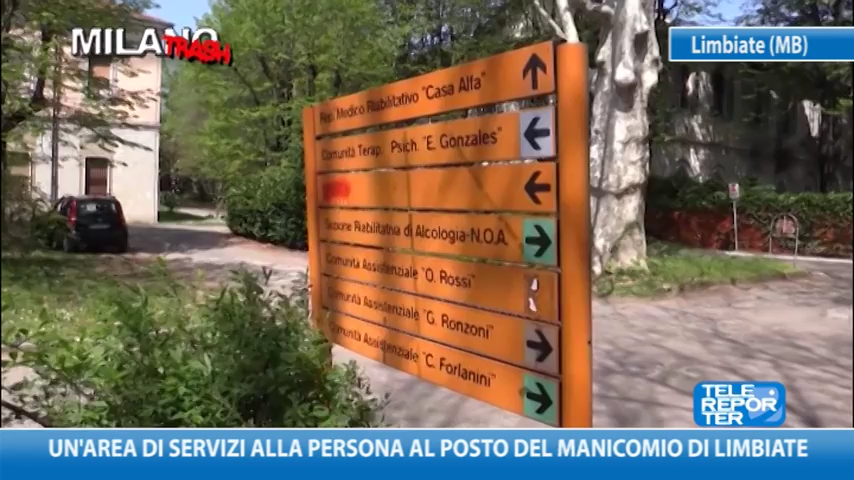 MILANO
TRASH
Limbiate (MB)
Rep. Medico Riabilitativo "Casa Alfa"
Comunità Terap. Psich. "E. Gonzales"
Sezione Riabilitativa di Alcologia-N.O.A.
Comunità Assistenziale "O. Rossi"
Comunità Assistenziale "G. Ronzoni"
Comunità Assistenziale "C. Forlanini"
TELE
REPOR
TER
UN'AREA DI SERVIZI ALLA PERSONA AL POSTO DEL MANICOMIO DI LIMBIATE